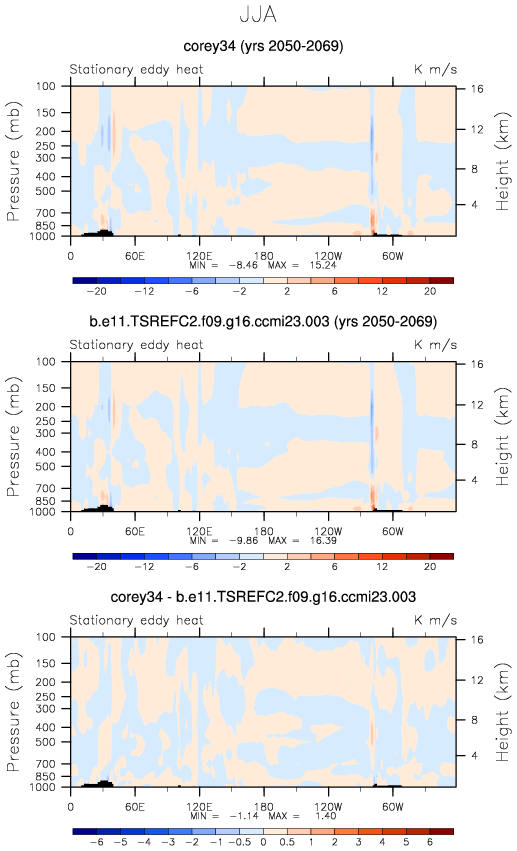 JJA
corey34 (yrs 2050-2069)
Stationary eddy heat K m/s
Pressure (mb)
100
150
200
250
300
400
500
700
850
1000
16
12
8
4
Height (km)
0 60E 120E 180 120W 60W
MIN = -8.46 MAX = 15.24
-20 -12 -6 -2 2 6 12 20
b.e11.TSREFC2.f09.g16.ccmi23.003 (yrs 2050-2069)
Stationary eddy heat K m/s
Pressure (mb)
100
150
200
250
300
400
500
700
850
1000
16
12
8
4
Height (km)
0 60E 120E 180 120W 60W
MIN = -9.86 MAX = 16.39
-20 -12 -6 -2 2 6 12 20
corey34 - b.e11.TSREFC2.f09.g16.ccmi23.003
Stationary eddy heat K m/s
Pressure (mb)
100
150
200
250
300
400
500
700
850
1000
16
12
8
4
Height (km)
0 60E 120E 180 120W 60W
MIN = -1.14 MAX = 1.40
-6 -5 -4 -3 -2 -1 -0.5 0 0.5 1 2 3 4 5 6